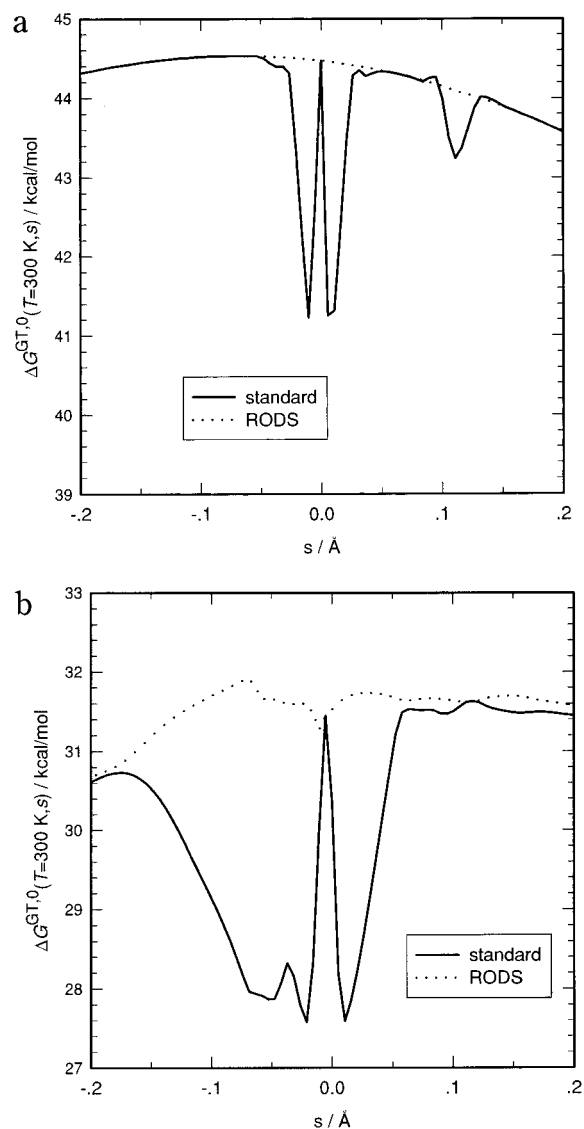 a
45
44
43
42
41
40
39
ΔG^GT,0(T=300 K,s) / kcal/mol
standard
RODS
-.2
-.1
0.0
.1
.2
s / Å
b
33
32
31
30
29
28
27
ΔG^GT,0(T=300 K,s) / kcal/mol
standard
RODS
-.2
-.1
0.0
.1
.2
s / Å